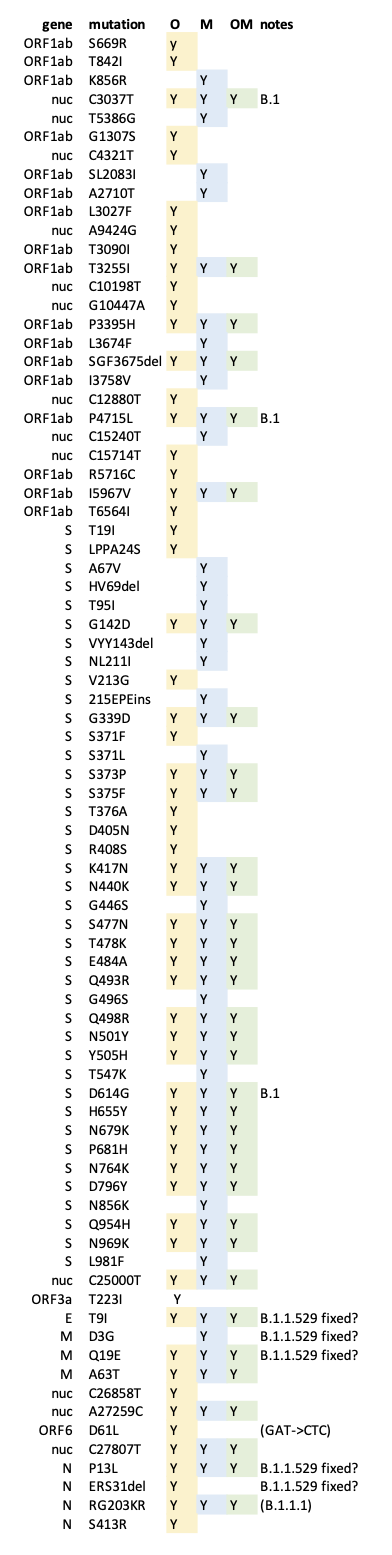 gene mutation O M OM notes
ORF1ab S669R y
ORF1ab T842I Y
ORF1ab K856R Y
nuc C3037T Y Y Y B.1
nuc T5386G Y
ORF1ab G1307S Y
nuc C4321T Y
ORF1ab SL2083I Y
ORF1ab A2710T Y
ORF1ab L3027F Y
nuc A9424G Y
ORF1ab T3090I Y
ORF1ab T3255I Y Y Y
nuc C10198T Y
nuc G10447A Y
ORF1ab P3395H Y Y Y
ORF1ab L3674F Y
ORF1ab SGF3675del Y Y Y
ORF1ab I3758V Y
nuc C12880T Y
ORF1ab P4715L Y Y Y B.1
nuc C15240T Y
nuc C15714T Y
ORF1ab R5716C Y
ORF1ab I5967V Y Y Y
ORF1ab T6564I Y
S T19I Y
S LPPA24S Y
S A67V Y
S HV69del Y
S T95I Y
S G142D Y Y Y
S VYY143del Y
S NL211I Y
S V213G Y
S 215EPEins Y
S G339D Y Y Y
S S371F Y
S S371L Y
S S373P Y Y Y
S S375F Y Y Y
S T376A Y
S D405N Y
S R408S Y
S K417N Y Y Y
S N440K Y Y Y
S G446S Y
S S477N Y Y Y
S T478K Y Y Y
S E484A Y Y Y
S Q493R Y Y Y
S G496S Y
S Q498R Y Y Y
S N501Y Y Y Y
S Y505H Y Y Y
S T547K Y
S D614G Y Y Y B.1
S H655Y Y Y Y
S N679K Y Y Y
S P681H Y Y Y
S N764K Y Y Y
S D796Y Y Y Y
S N856K Y
S Q954H Y Y Y
S N969K Y Y Y
S L981F Y
nuc C25000T Y Y Y
ORF3a T223I Y
E T9I Y Y Y B.1.1.529 fixed?
M D3G Y B.1.1.529 fixed?
M Q19E Y Y Y B.1.1.529 fixed?
M A63T Y Y Y
nuc C26858T Y
nuc A27259C Y Y Y
ORF6 D61L Y (GAT->CTC)
nuc C27807T Y Y Y
N P13L Y Y Y B.1.1.529 fixed?
N ERS31del Y B.1.1.529 fixed?
N RG203KR Y Y Y (B.1.1.1)
N S413R Y